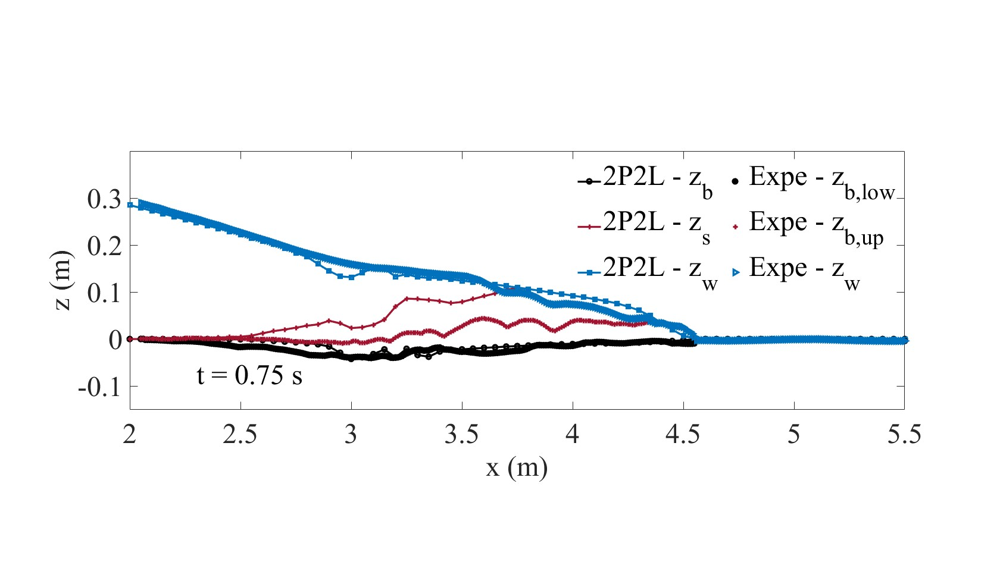 2P2L - z_b Expe - z_b,low
2P2L - z_s Expe - z_b,up
2P2L - z_w Expe - z_w
0.3
0.2
0.1
0
-0.1
z (m)
t = 0.75 s
2 2.5 3 3.5 4 4.5 5 5.5
x (m)